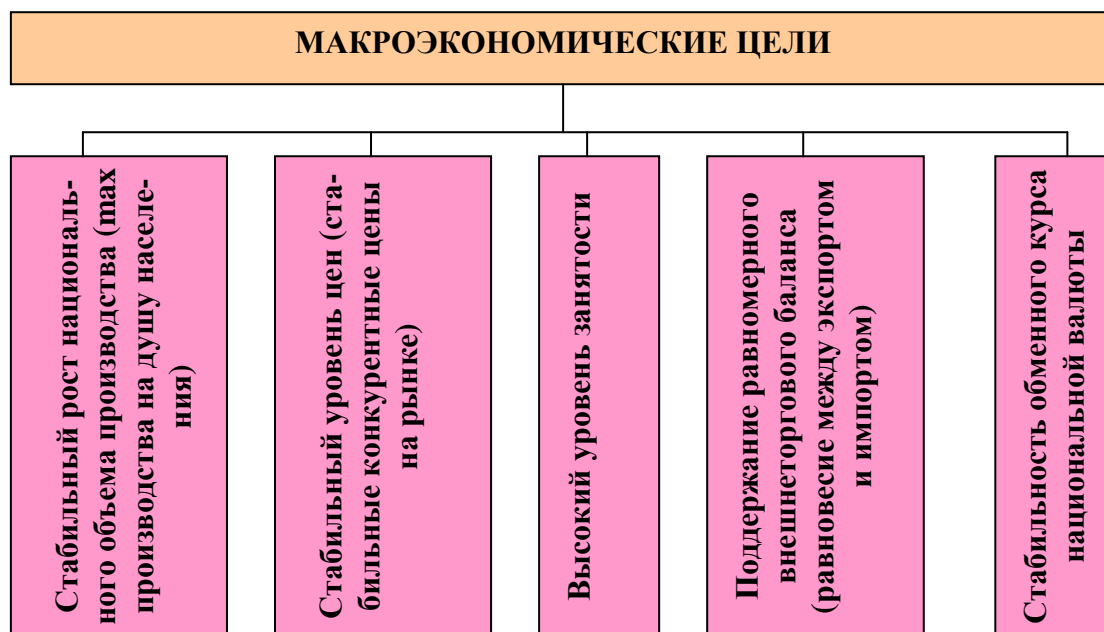 МАКРОЭКОНОМИЧЕСКИЕ ЦЕЛИ
Стабильный рост националь-
ного объема производства (max
производства на душу населе-
ния)
Стабильный уровень цен (ста-
бильные конкурентные цены
на рынке)
Высокий уровень занятости
Поддержание равномерного
внешнеторгового баланса
(равновесие между экспортом
и импортом)
Стабильность обменного курса
национальной валюты